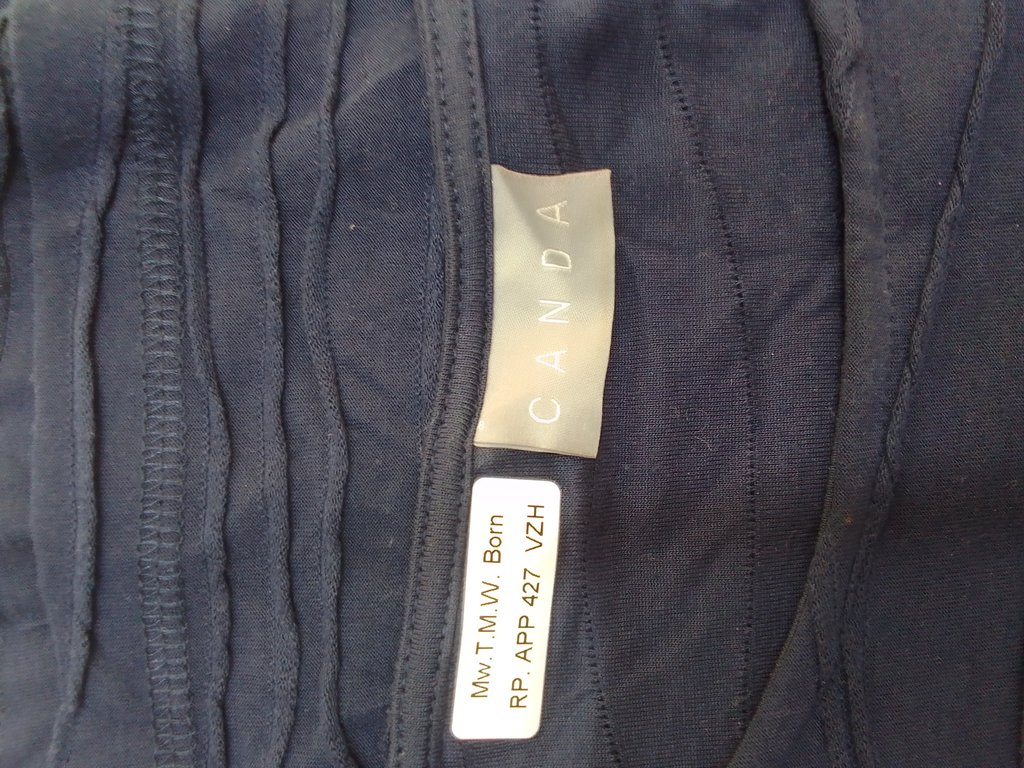 CANDA
Mw.T.M.W. Born
RP. APP 427 VZH